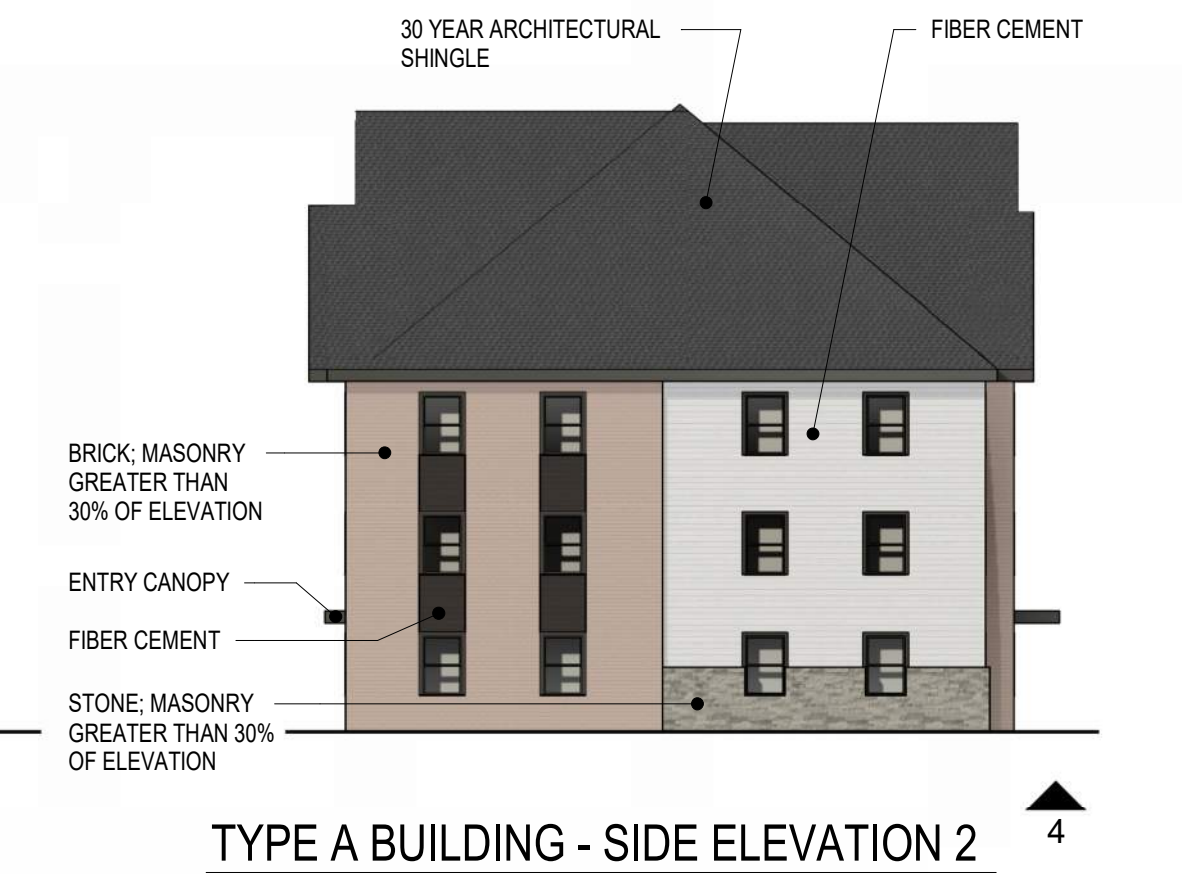 30 YEAR ARCHITECTURAL
SHINGLE
FIBER CEMENT
BRICK; MASONRY
GREATER THAN
30% OF ELEVATION
ENTRY CANOPY
FIBER CEMENT
STONE; MASONRY
GREATER THAN 30%
OF ELEVATION
TYPE A BUILDING - SIDE ELEVATION 2
4